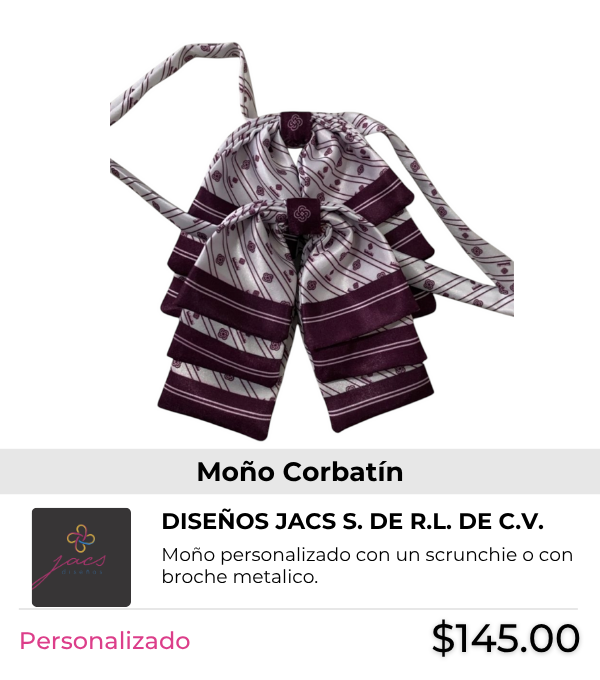 Moño Corbatín
DISEÑOS JACS S. DE R.L. DE C.V.
Moño personalizado con un scrunchie o con
broche metalico.
jacs
DISEÑOS
Personalizado
$145.00